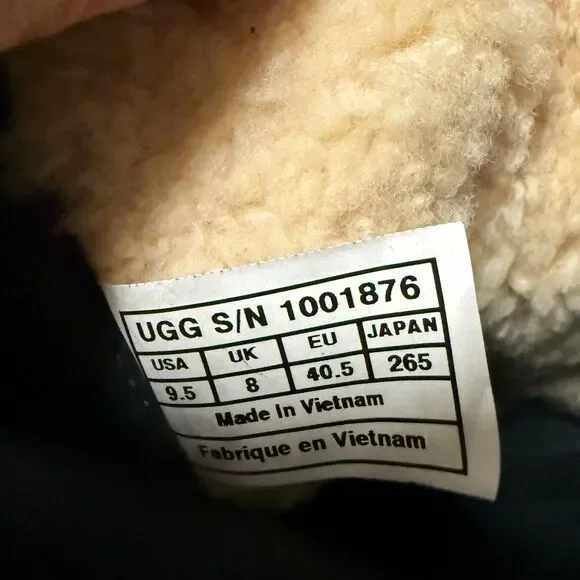 UGG S/N 1001876
USA UK EU JAPAN
9.5 8 40.5 265
Made In Vietnam
Fabrique en Vietnam